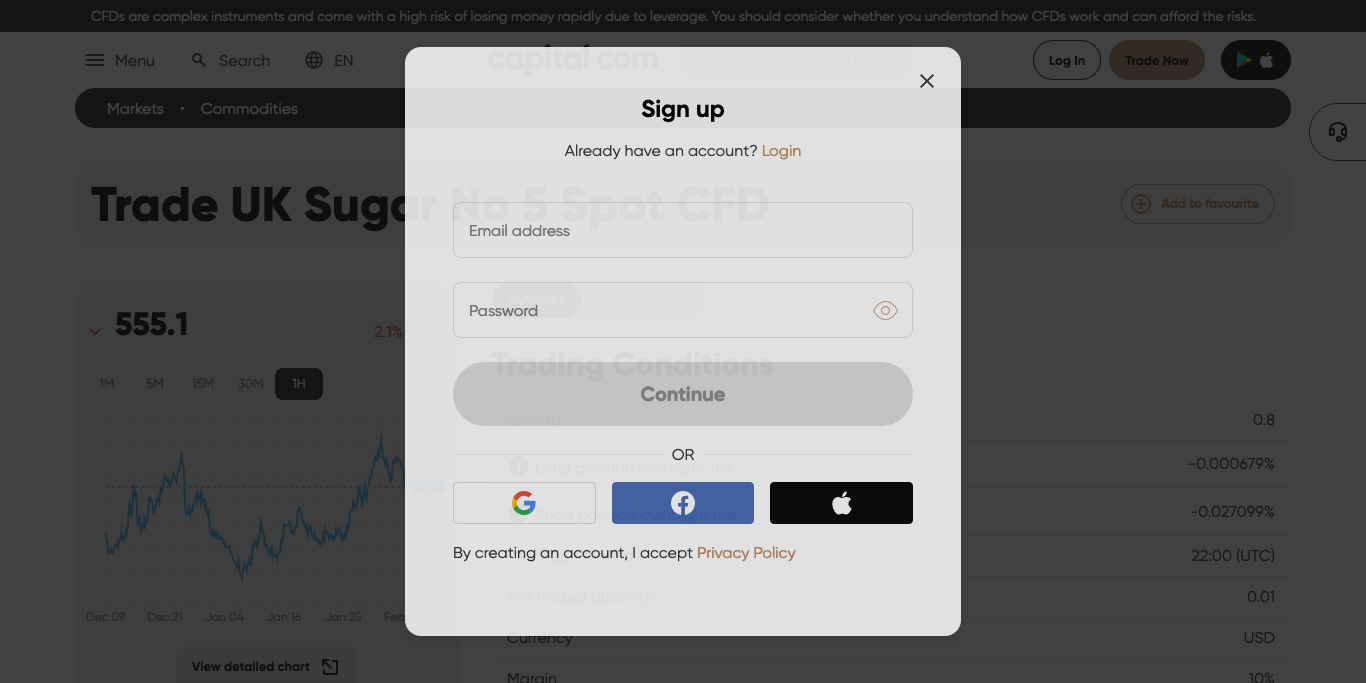 CFDs are complex instruments and come with a high risk of losing money rapidly due to leverage. You should consider whether you understand how CFDs work and can afford the risks.
Menu
Search
EN
capital.com
Capital Com Australia Pty Ltd
Log In
Trade Now
Markets • Commodities
Sign up
Already have an account? Login
Trade UK Sugar No 5 Spot CFD
Add to favourite
Email address
555.1
2.1%
Summary
Password
1M 5M 15M 30M 1H
Trading Conditions
Continue
Spread 0.8
OR
Long position overnight fee -0.000679%
Short position overnight fee -0.027099%
By creating an account, I accept Privacy Policy
22:00 (UTC)
Min traded quantity 0.01
Dec 09 Dec 21 Jan 04 Jan 16 Jan 25
Currency USD
View detailed chart
Margin 10%